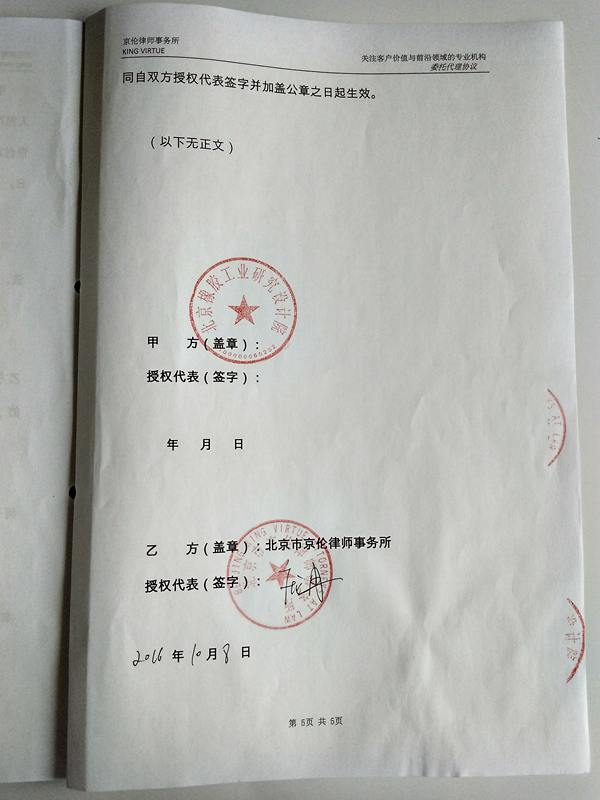 京伦律师事务所
KING VIRTUE
关注客户价值与前沿领域的专业机构
委托代理协议
同自双方授权代表签字并加盖公章之日起生效。
（以下无正文）
北京橡胶工业研究设计院
甲 方（盖章）：
授权代表（签字）：
年 月 日
乙 方（盖章）：北京市京伦律师事务所
授权代表（签字）：
2016 年 10 月 8 日
第 5页 共 5页